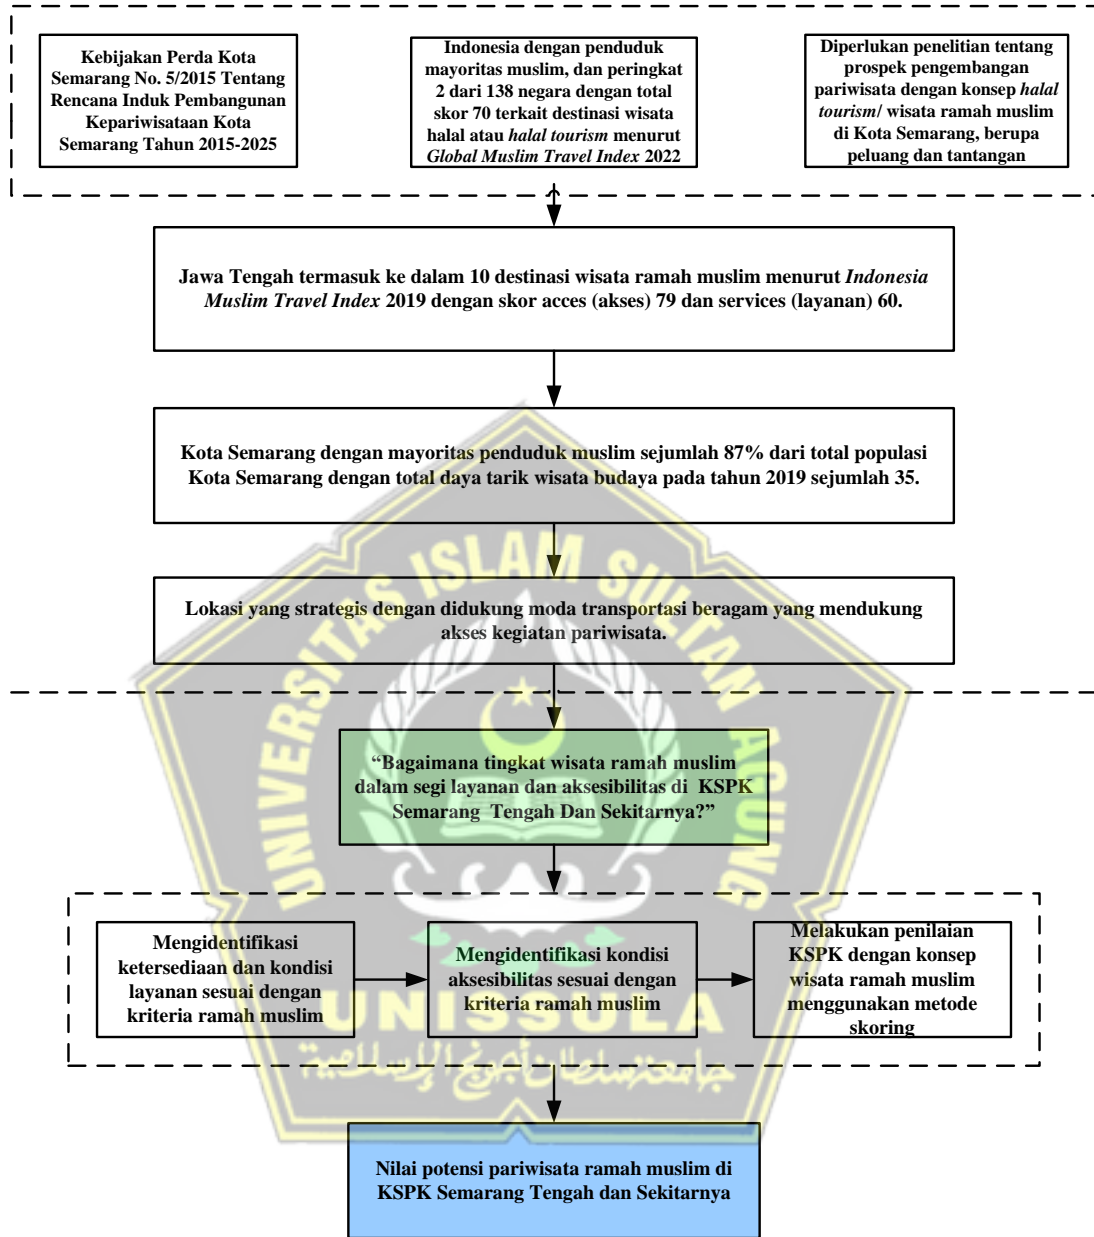 Kebijakan Perda Kota
Semarang No. 5/2015 Tentang
Rencana Induk Pembangunan
Kepariwisataan Kota
Semarang Tahun 2015-2025
Indonesia dengan penduduk
mayoritas muslim, dan peringkat
2 dari 138 negara dengan total
skor 70 terkait destinasi wisata
halal atau halal tourism menurut
Global Muslim Travel Index 2022
Diperlukan penelitian tentang
prospek pengembangan
pariwisata dengan konsep halal
tourism/ wisata ramah muslim
di Kota Semarang, berupa
peluang dan tantangan
Jawa Tengah termasuk ke dalam 10 destinasi wisata ramah muslim menurut Indonesia
Muslim Travel Index 2019 dengan skor acces (akses) 79 dan services (layanan) 60.
Kota Semarang dengan mayoritas penduduk muslim sejumlah 87% dari total populasi
Kota Semarang dengan total daya tarik wisata budaya pada tahun 2019 sejumlah 35.
Lokasi yang strategis dengan didukung moda transportasi beragam yang mendukung
akses kegiatan pariwisata.
“Bagaimana tingkat wisata ramah muslim
dalam segi layanan dan aksesibilitas di KSPK
Semarang Tengah Dan Sekitarnya?”
Mengidentifikasi
ketersediaan dan kondisi
layanan sesuai dengan
kriteria ramah muslim
Mengidentifikasi kondisi
aksesibilitas sesuai dengan
kriteria ramah muslim
Melakukan penilaian
KSPK dengan konsep
wisata ramah muslim
menggunakan metode
skoring
Nilai potensi pariwisata ramah muslim di
KSPK Semarang Tengah dan Sekitarnya
UNIVERSITAS ISLAM SULTAN AGUNG
UNISSULA
جامعتسلطان أجونج الإسلامية